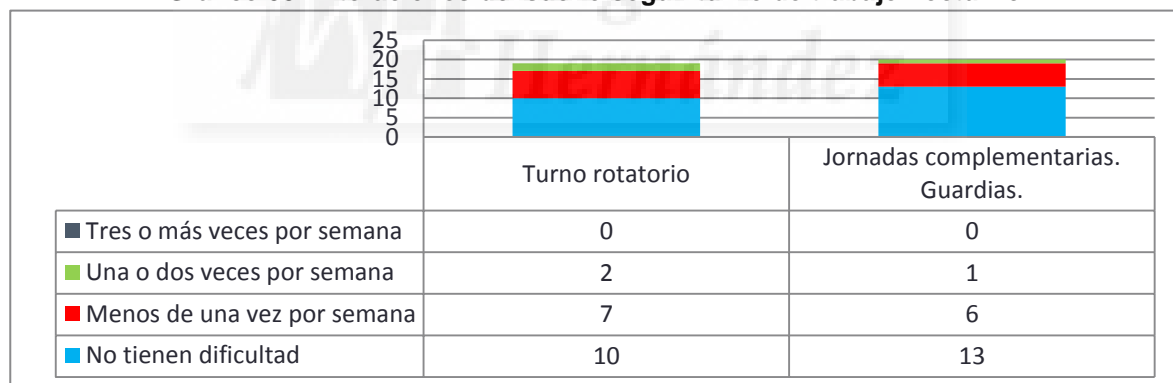 25
20
15
10
5
0
Turno rotatorio
Jornadas complementarias.
Guardias.
Tres o más veces por semana 0 0
Una o dos veces por semana 2 1
Menos de una vez por semana 7 6
No tienen dificultad 10 13
Hernández